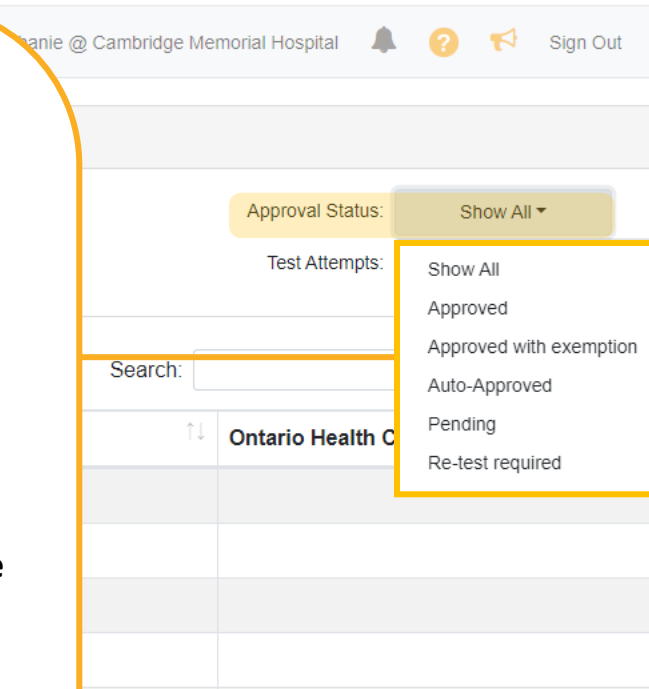 @ Cambridge Memorial Hospital ? Sign Out
Approval Status: Show All
Test Attempts:
Show All
Approved
Approved with exemption
Auto-Approved
Pending
Re-test required
Search:
Ontario Health